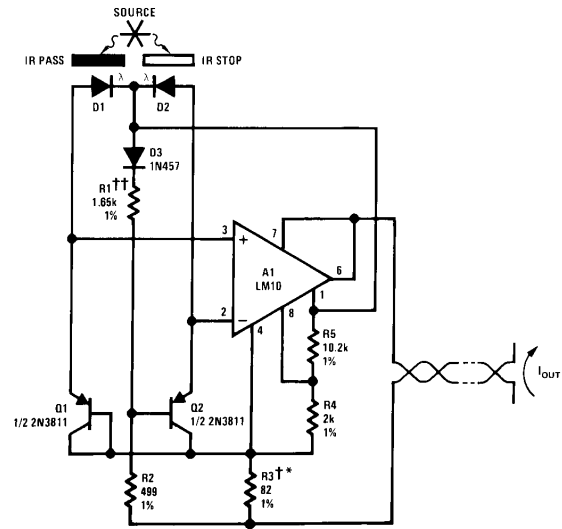 SOURCE
IR PASS
IR STOP
λ
λ
D1
D2
D3
1N457
R1††
1.65k
1%
3
+
7
A1
LM10
6
1
8
2
−
4
R5
10.2k
1%
R4
2k
1%
IOUT
Q1
1/2 2N3811
Q2
1/2 2N3811
R2
499
1%
R3†*
82
1%